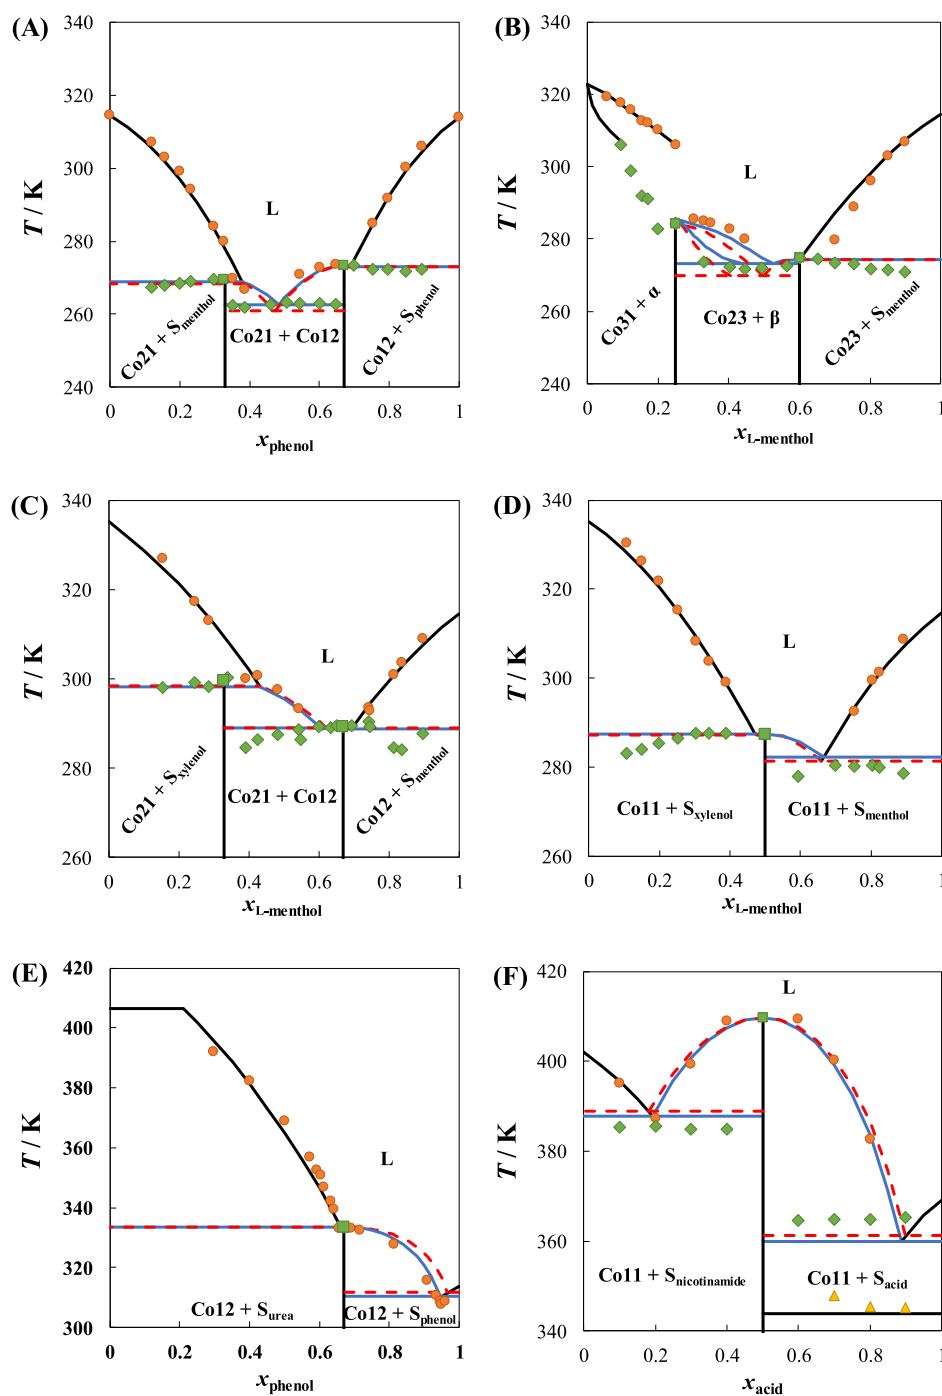 (A)
340
320
300
280
260
240
T / K
L
Co21 + Smenthol
Co21 + Co12
Co12 + Sphenol
0 0.2 0.4 0.6 0.8 1
xphenol
(B)
340
320
300
280
260
240
T / K
L
Co31 + α
Co23 + β
Co23 + Smenthol
0 0.2 0.4 0.6 0.8 1
xL-menthol
(C)
340
320
300
280
260
T / K
L
Co21 + Sxylenol
Co21 + Co12
Co12 + Smenthol
0 0.2 0.4 0.6 0.8 1
xL-menthol
(D)
340
320
300
280
260
T / K
L
Co11 + Sxylenol
Co11 + Smenthol
0 0.2 0.4 0.6 0.8 1
xL-menthol
(E)
420
400
380
360
340
320
300
T / K
L
Co12 + Surea
Co12 + Sphenol
0 0.2 0.4 0.6 0.8 1
xphenol
(F)
420
400
380
360
340
T / K
L
Co11 + Snicotinamide
Co11 + Sacid
0 0.2 0.4 0.6 0.8 1
xacid